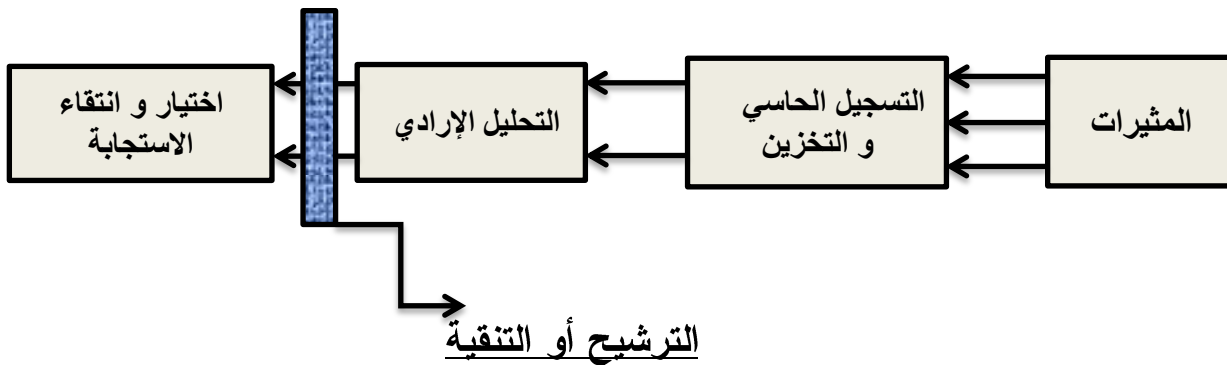 المثيرات
التسجيل الحاسي
و التخزين
التحليل الإرادي
اختيار و انتقاء
الاستجابة
الترشيح أو التنقية